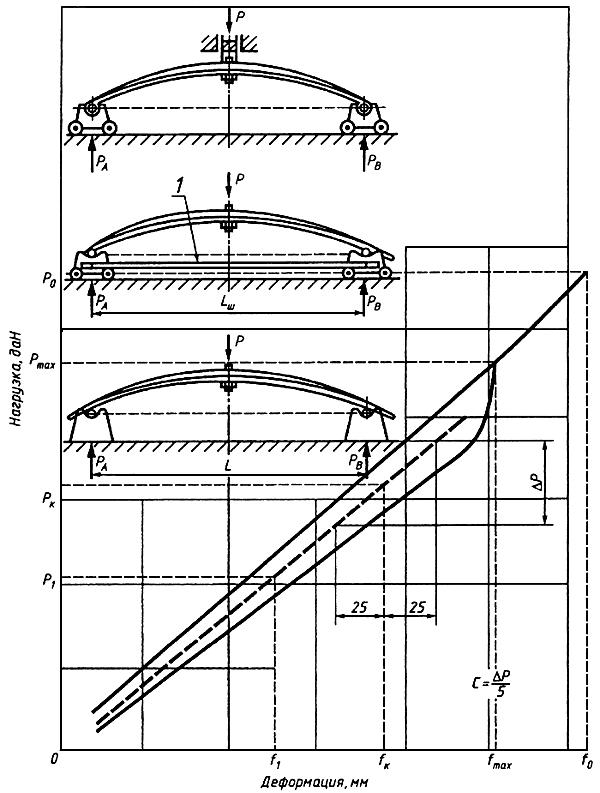 P
P_A
P_B
1
P
P_0
P_A
L_ш
P_B
P
P_max
Нагрузка, даН
P_A
L
P_B
P_к
ΔP
P_1
25
25
C = ΔP/5
0
f_1
f_к
f_max
f_0
Деформация, мм